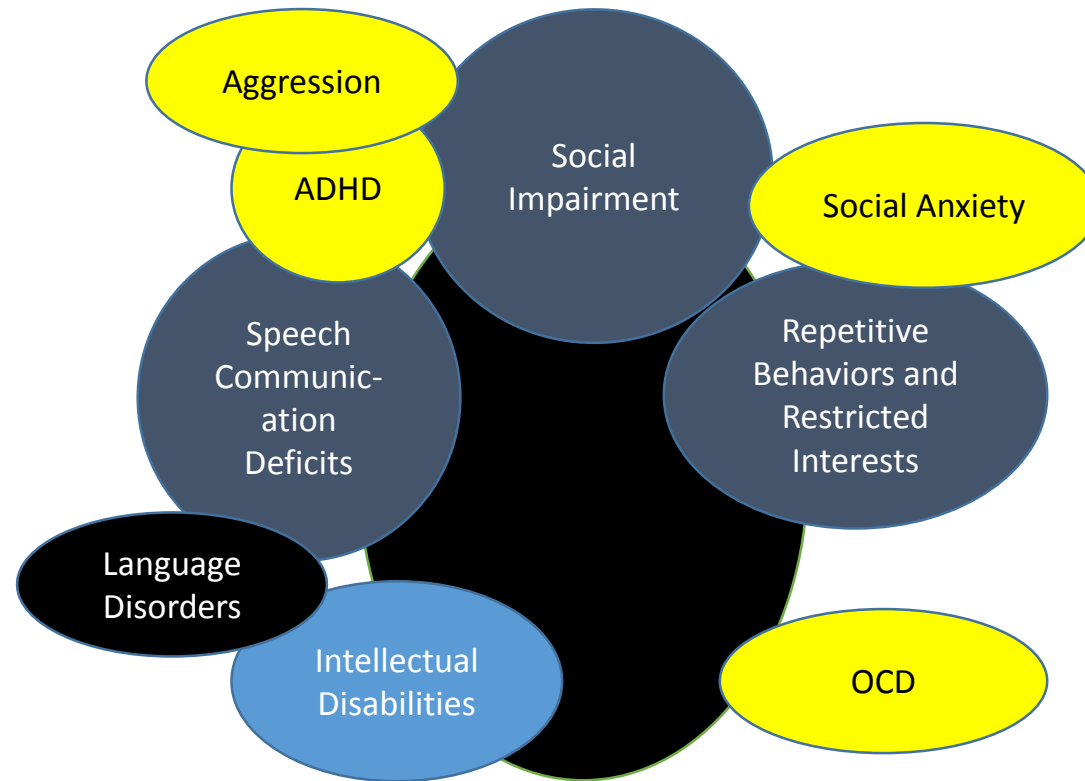 Aggression
ADHD
Social
Impairment
Social Anxiety
Speech
Communic-
ation
Deficits
Repetitive
Behaviors and
Restricted
Interests
Language
Disorders
Intellectual
Disabilities
OCD